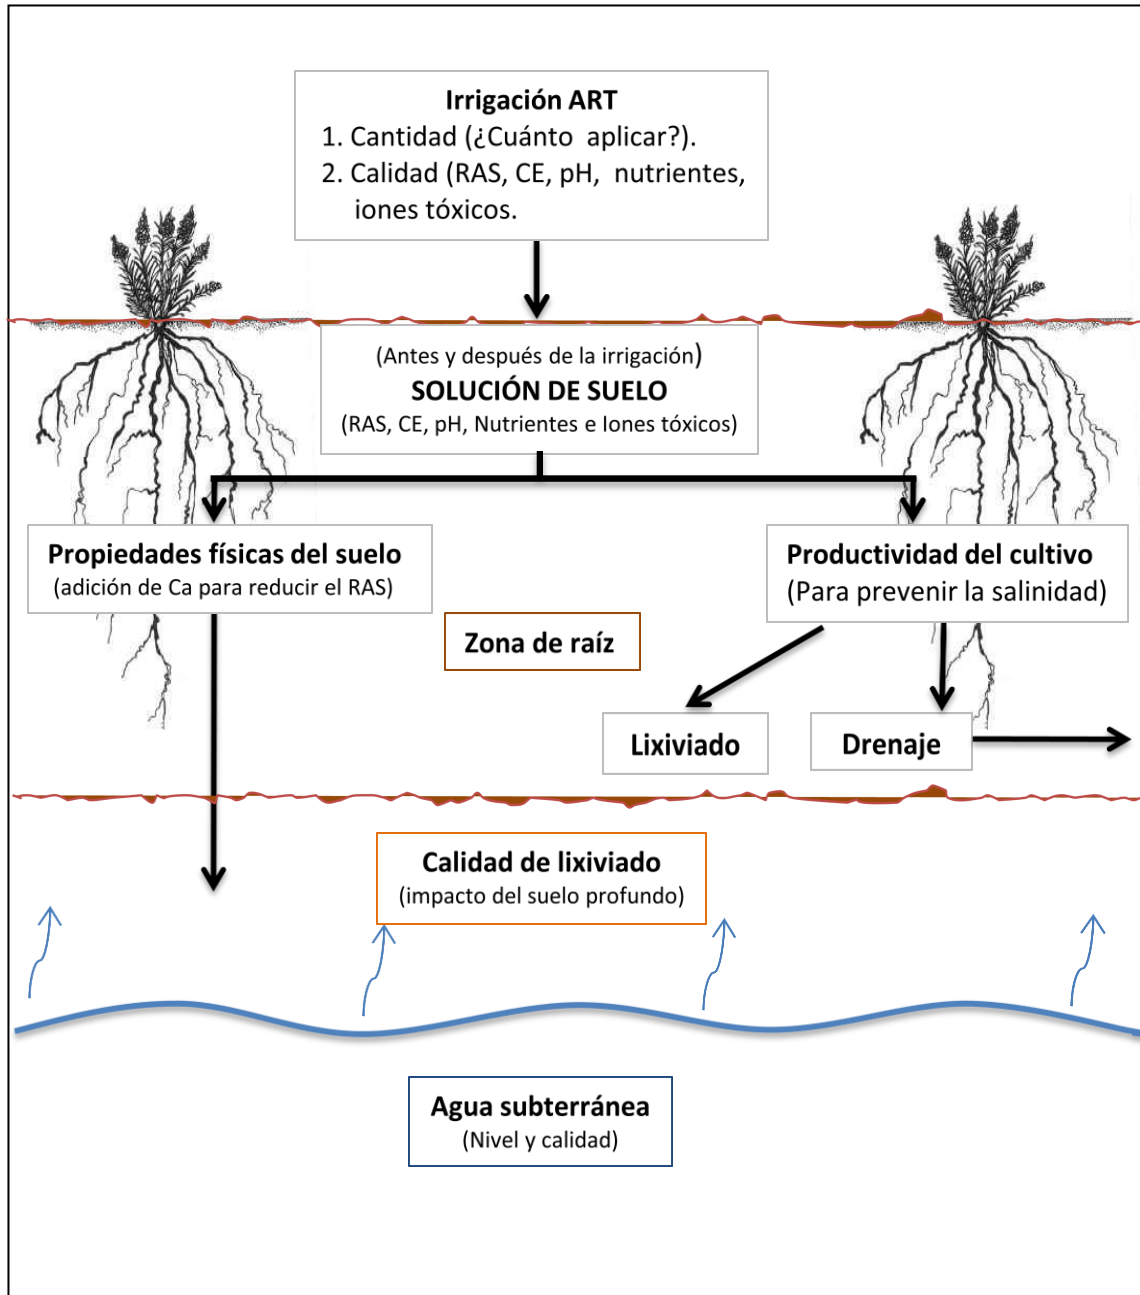 Irrigación ART
1. Cantidad (¿Cuánto aplicar?).
2. Calidad (RAS, CE, pH, nutrientes,
iones tóxicos.
(Antes y después de la irrigación)
SOLUCIÓN DE SUELO
(RAS, CE, pH, Nutrientes e Iones tóxicos)
Propiedades físicas del suelo
(adición de Ca para reducir el RAS)
Productividad del cultivo
(Para prevenir la salinidad)
Zona de raíz
Lixiviado
Drenaje
Calidad de lixiviado
(impacto del suelo profundo)
Agua subterránea
(Nivel y calidad)